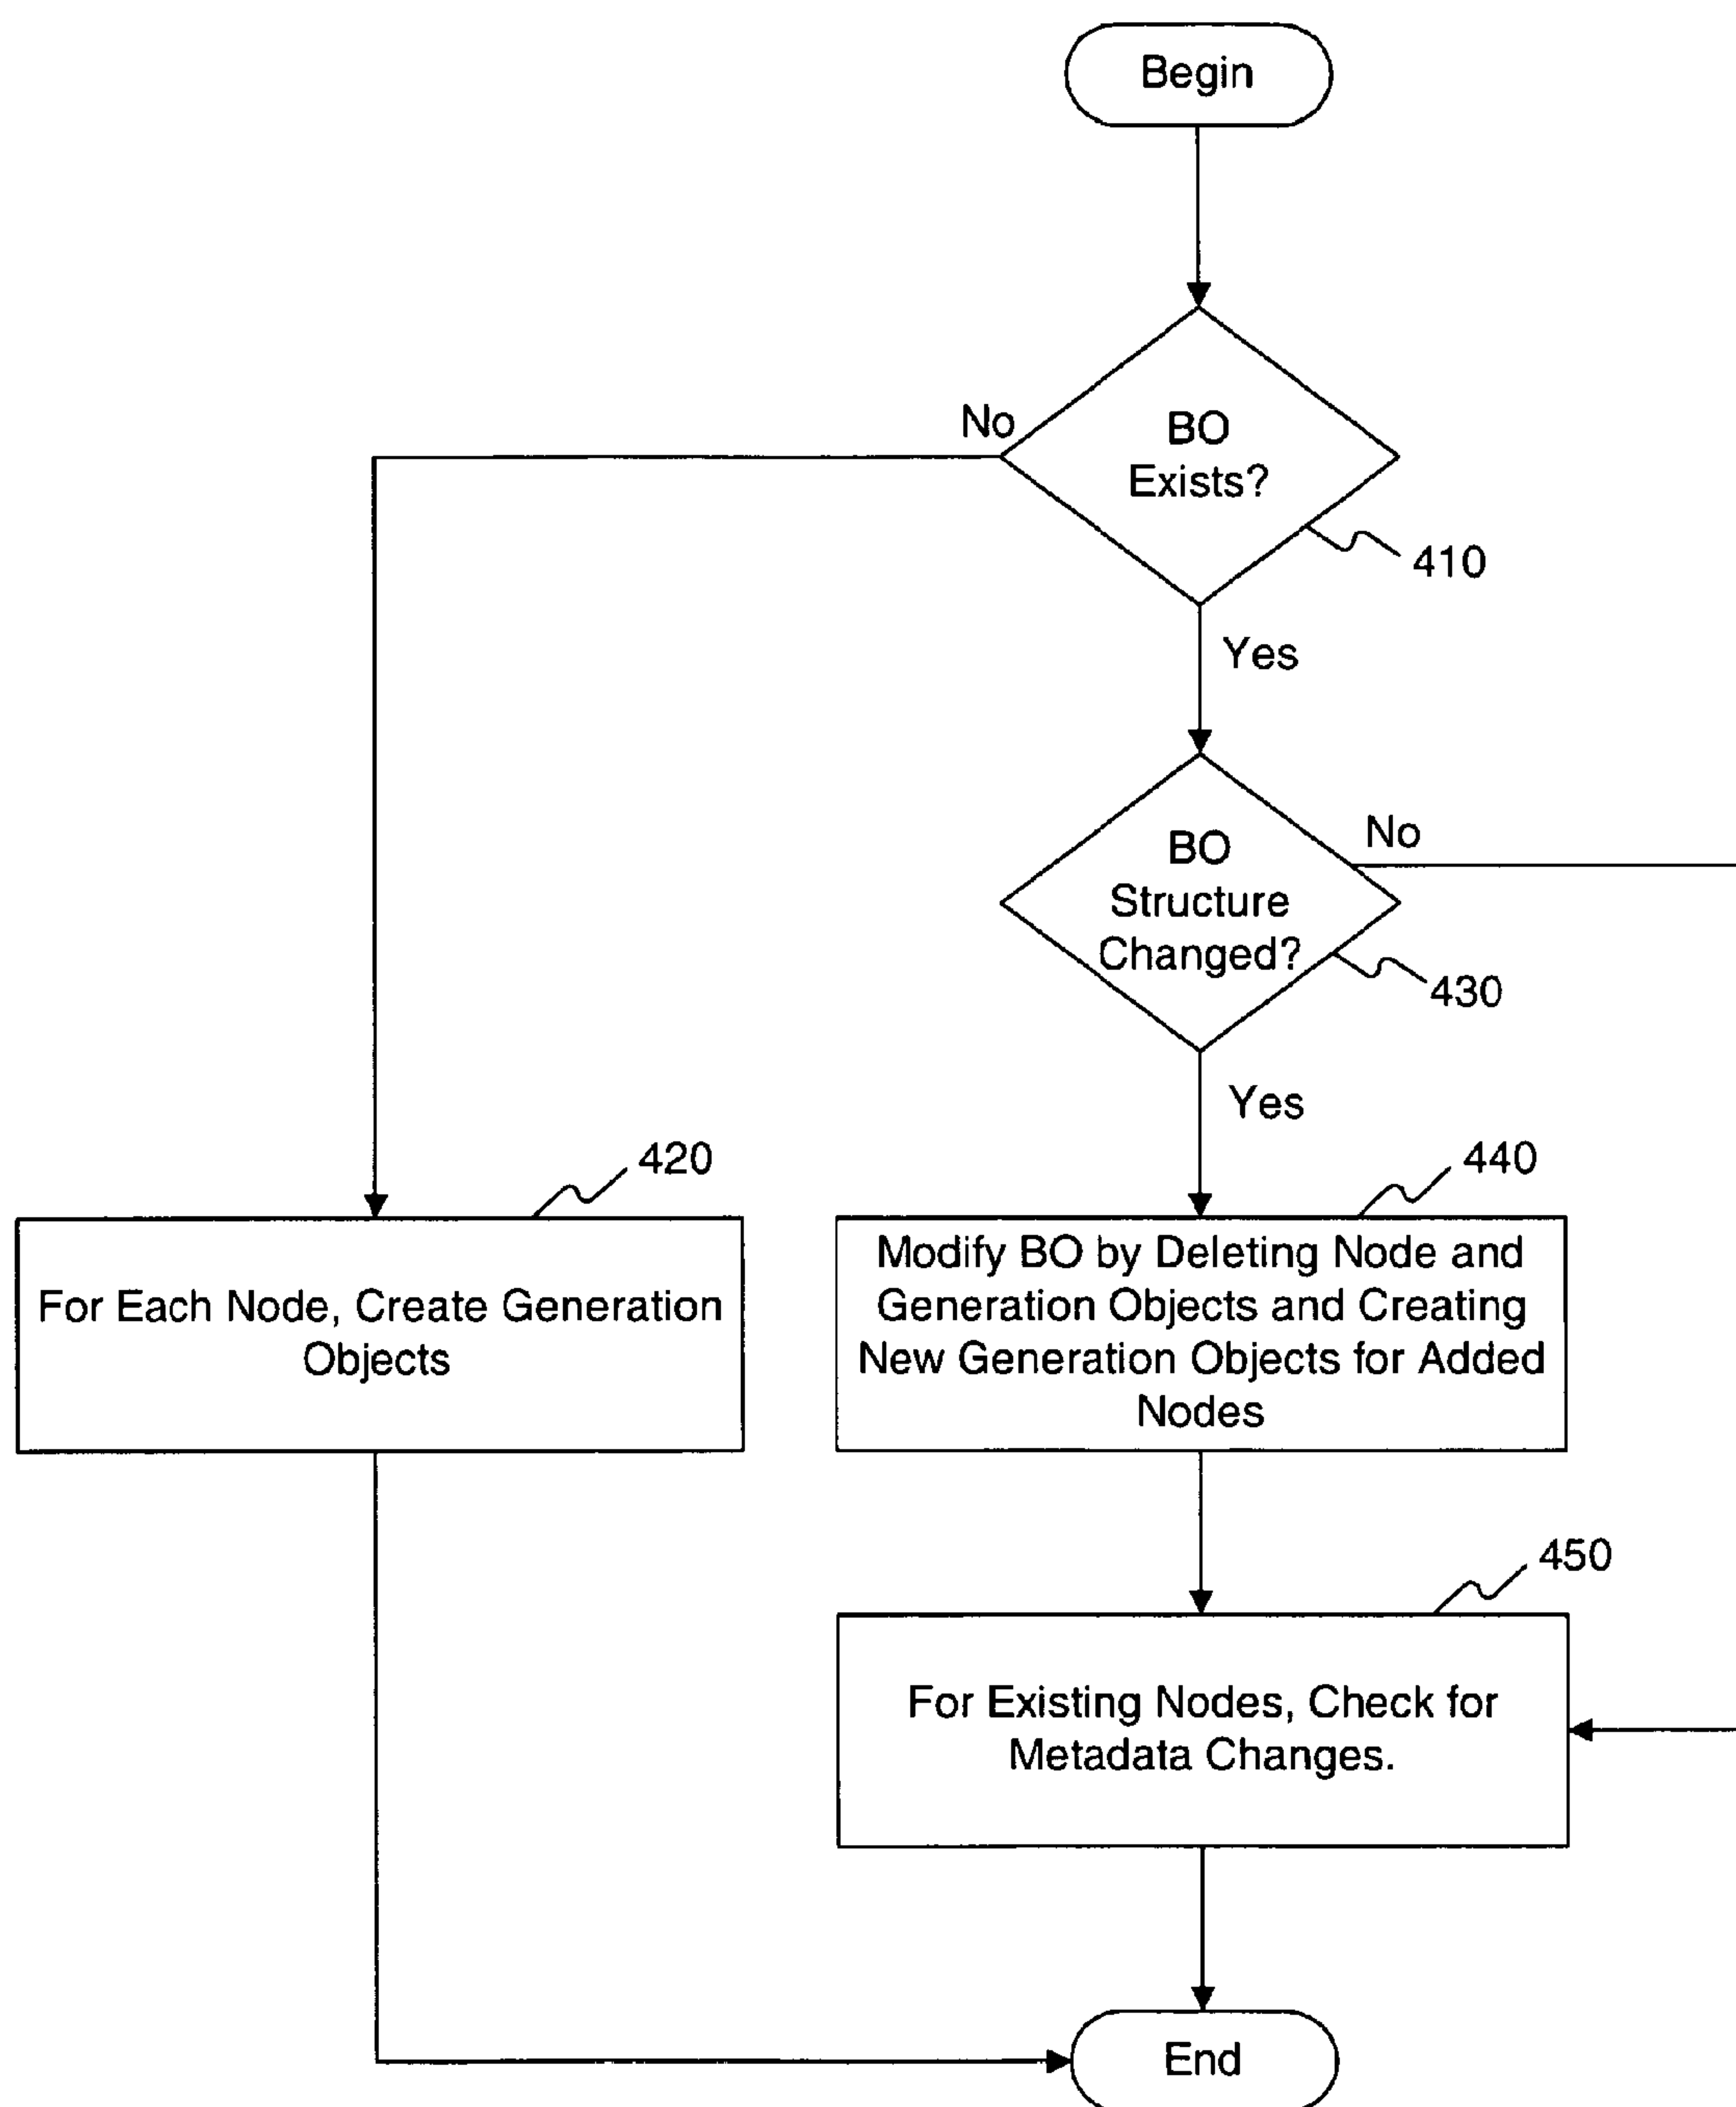 Begin
No
BO
Exists?
410
Yes
BO
Structure
Changed?
No
430
Yes
420
For Each Node, Create Generation
Objects
440
Modify BO by Deleting Node and
Generation Objects and Creating
New Generation Objects for Added
Nodes
450
For Existing Nodes, Check for
Metadata Changes.
End